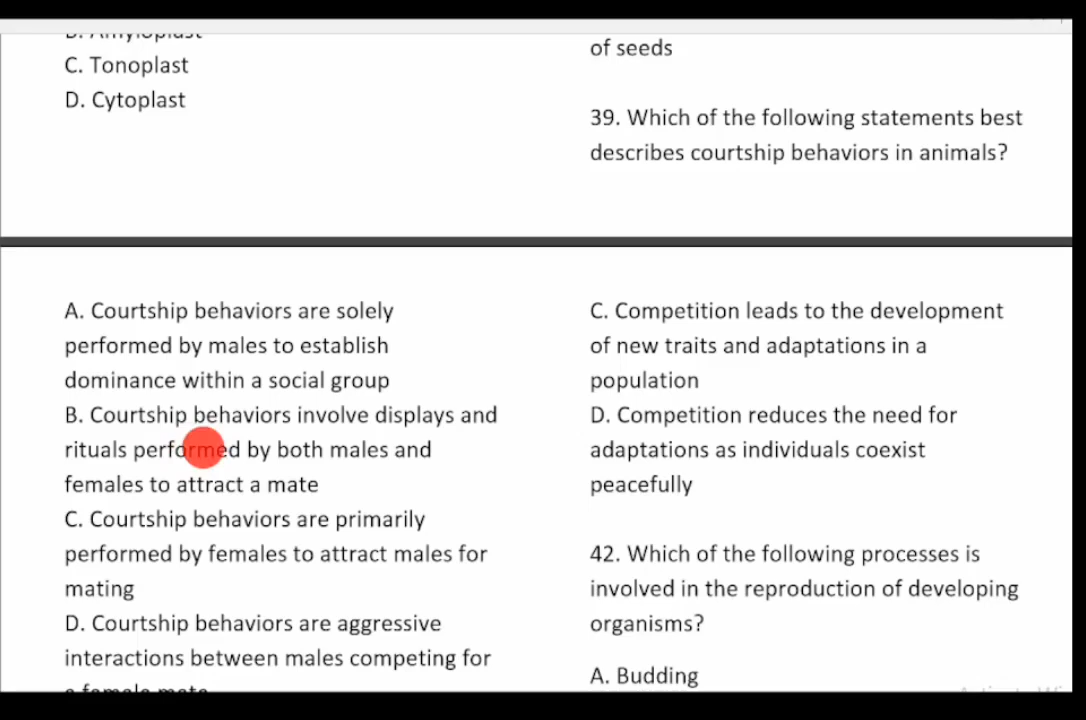 B. Amyloplast
C. Tonoplast
D. Cytoplast
of seeds
39. Which of the following statements best
describes courtship behaviors in animals?
A. Courtship behaviors are solely
performed by males to establish
dominance within a social group
B. Courtship behaviors involve displays and
rituals performed by both males and
females to attract a mate
C. Courtship behaviors are primarily
performed by females to attract males for
mating
D. Courtship behaviors are aggressive
interactions between males competing for
a female mate
C. Competition leads to the development
of new traits and adaptations in a
population
D. Competition reduces the need for
adaptations as individuals coexist
peacefully
42. Which of the following processes is
involved in the reproduction of developing
organisms?
A. Budding